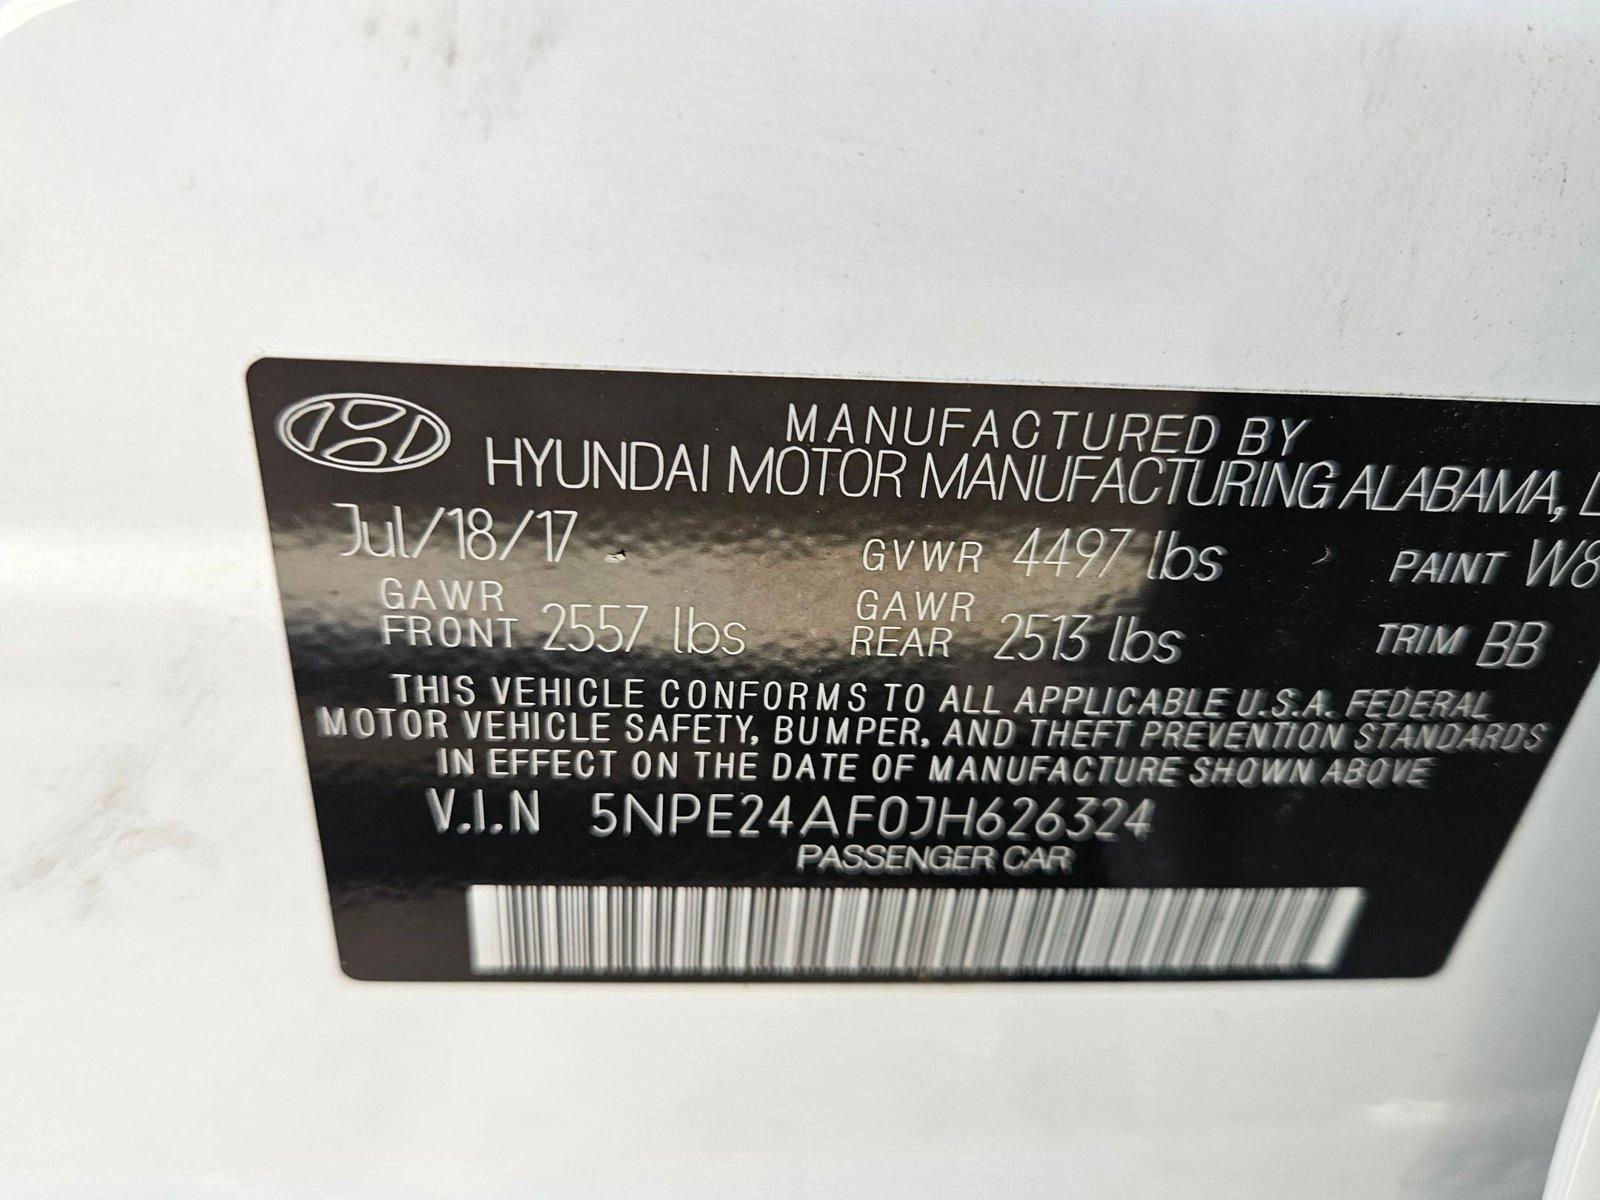 MANUFACTURED BY
HYUNDAI MOTOR MANUFACTURING ALABAMA,
Jul/18/17 GVWR 4497 lbs PAINT W8
GAWR FRONT 2557 lbs GAWR REAR 2513 lbs TRIM BB
THIS VEHICLE CONFORMS TO ALL APPLICABLE U.S.A. FEDERAL
MOTOR VEHICLE SAFETY, BUMPER, AND THEFT PREVENTION STANDARDS
IN EFFECT ON THE DATE OF MANUFACTURE SHOWN ABOVE
V.I.N 5NPE24AF0JH626324
PASSENGER CAR